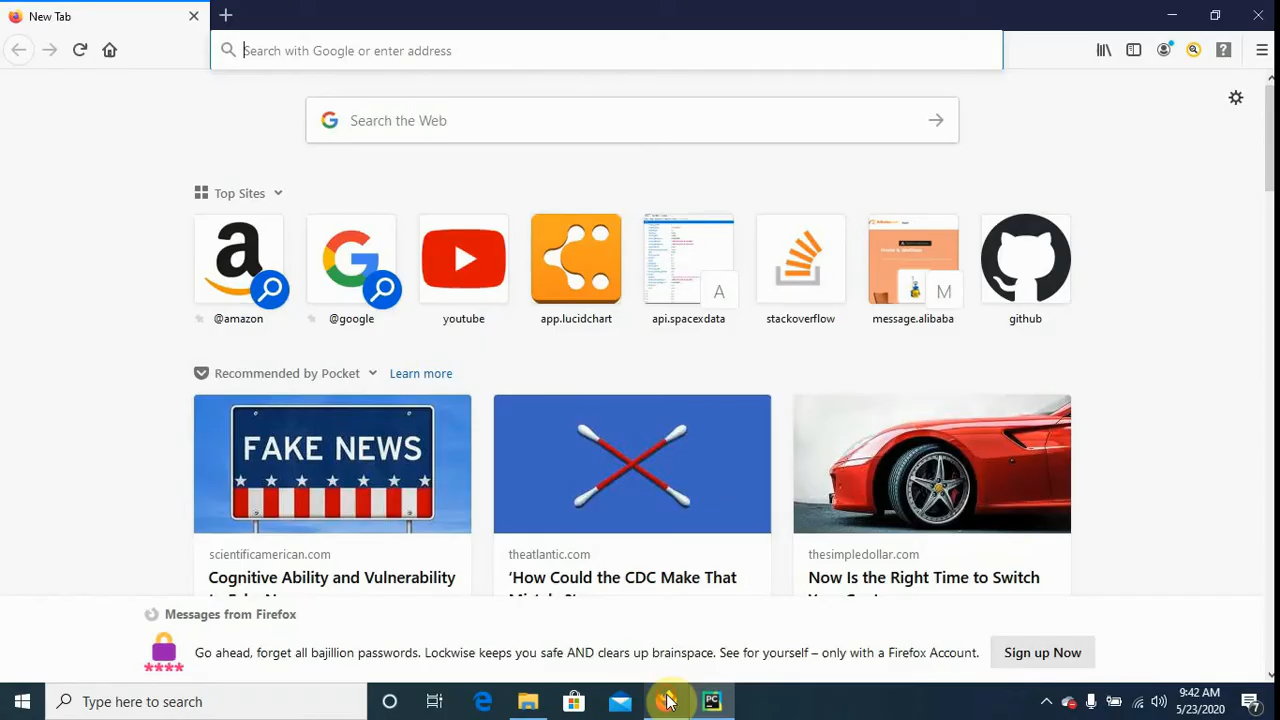 New Tab
Search with Google or enter address
Search the Web
Top Sites
A
M
@amazon
@google
youtube
app.lucidchart
api.spacexdata
stackoverflow
message.alibaba
github
Recommended by Pocket
Learn more
FAKE NEWS
scientificamerican.com
theatlantic.com
thesimpledollar.com
Cognitive Ability and Vulnerability
'How Could the CDC Make That
Now Is the Right Time to Switch
Messages from Firefox
****
Go ahead, forget all bajillion passwords. Lockwise keeps you safe AND clears up brainspace. See for yourself – only with a Firefox Account.
Sign up Now
Type here to search
PC
9:42 AM
5/23/2020
7